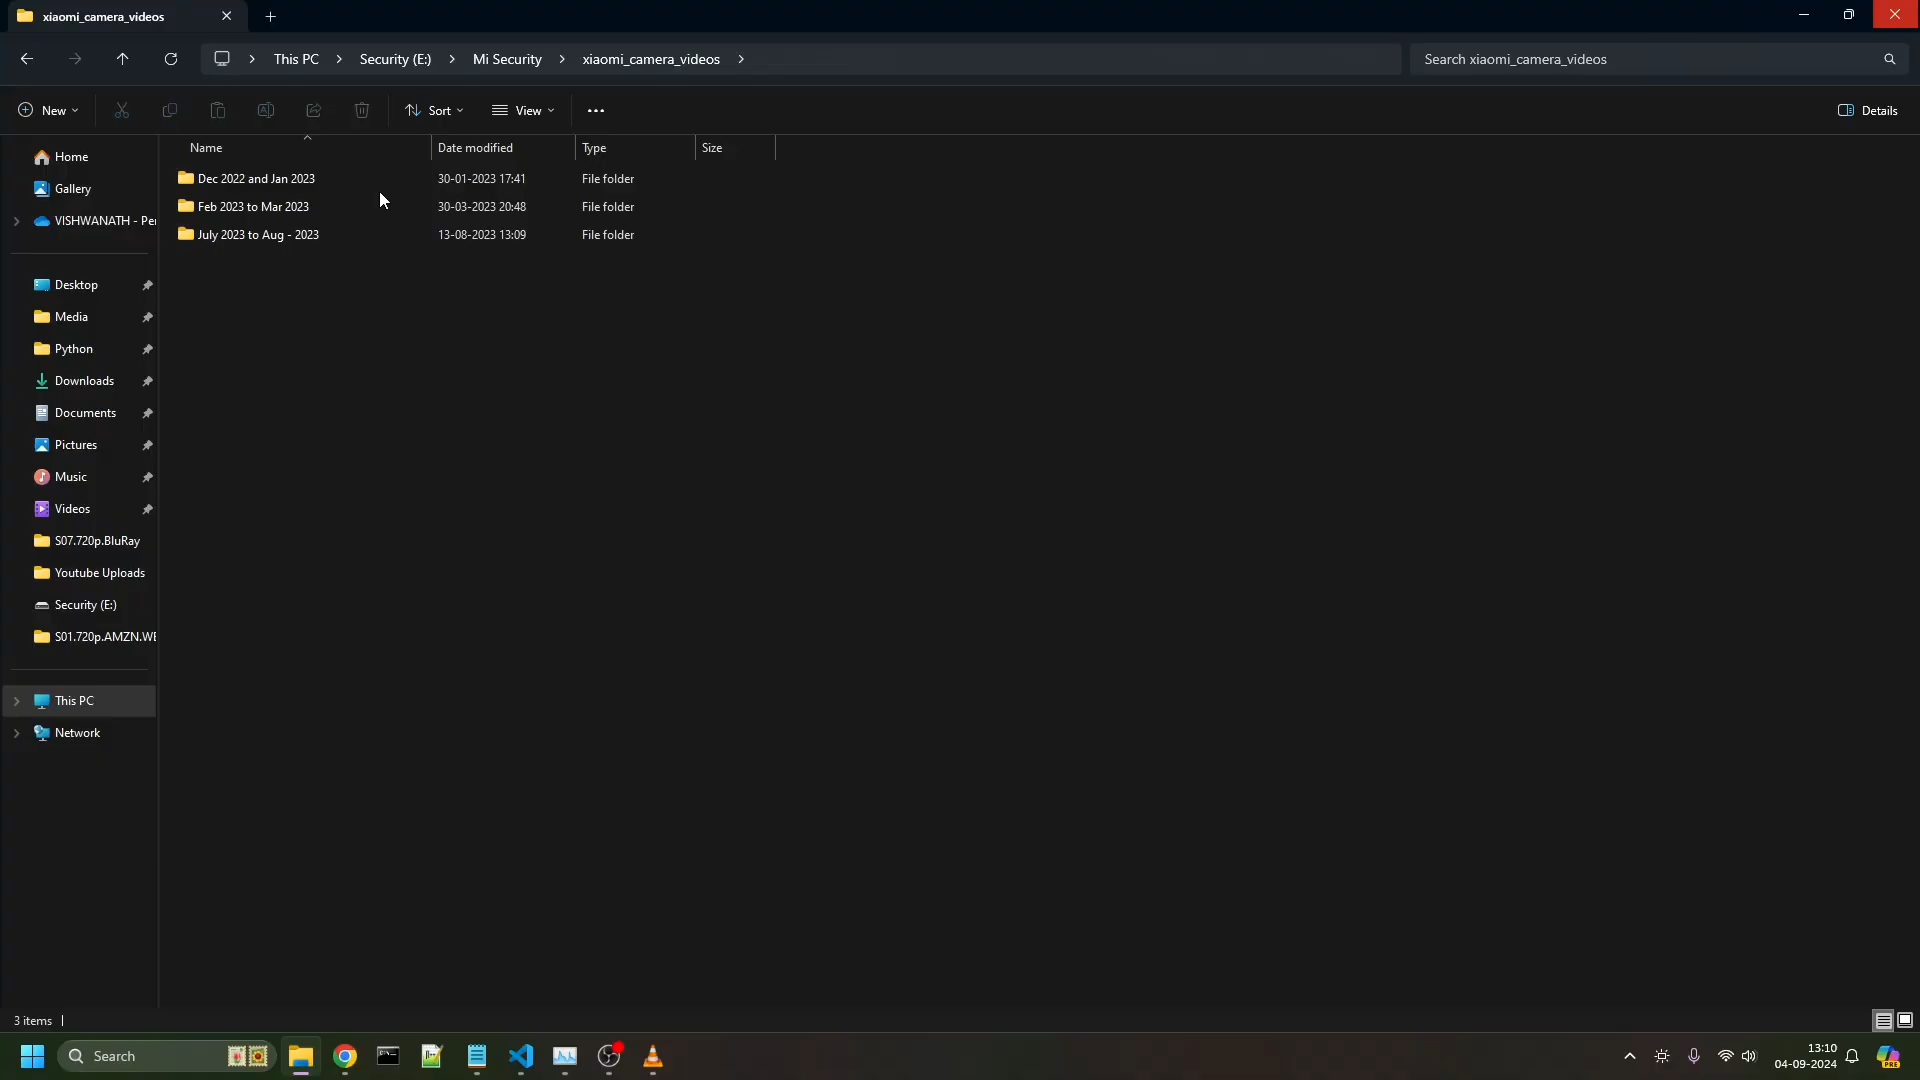 xiaomi_camera_videos
This PC > Security (E:) > Mi Security > xiaomi_camera_videos >
Search xiaomi_camera_videos
New
Sort
View
Details
Name
Date modified
Type
Size
Home
Gallery
VISHWANATH - Per
Desktop
Media
Python
Downloads
Documents
Pictures
Music
Videos
S07.720p.BluRay
Youtube Uploads
Security (E:)
S01.720p.AMZN.WE
This PC
Network
Dec 2022 and Jan 2023 30-01-2023 17:41 File folder
Feb 2023 to Mar 2023 30-03-2023 20:48 File folder
July 2023 to Aug - 2023 13-08-2023 13:09 File folder
3 items
Search
13:10
04-09-2024
PRE